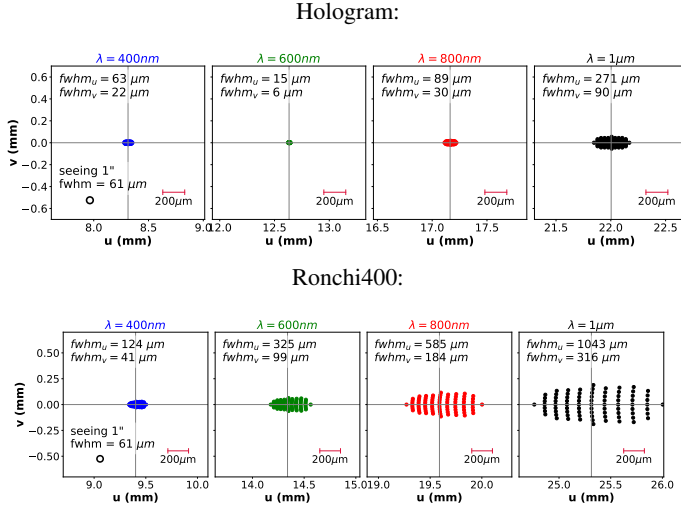 Hologram:
λ = 400nm
λ = 600nm
λ = 800nm
λ = 1μm
fwhm_u = 63 μm
fwhm_v = 22 μm
fwhm_u = 15 μm
fwhm_v = 6 μm
fwhm_u = 89 μm
fwhm_v = 30 μm
fwhm_u = 271 μm
fwhm_v = 90 μm
v (mm)
0.6
0.4
0.2
0.0
−0.2
−0.4
−0.6
seeing 1"
fwhm = 61 μm
200μm
200μm
200μm
200μm
8.0 8.5 9.0
12.0 12.5 13.0
16.5 17.0 17.5
21.5 22.0 22.5
u (mm)
u (mm)
u (mm)
u (mm)
Ronchi400:
λ = 400nm
λ = 600nm
λ = 800nm
λ = 1μm
fwhm_u = 124 μm
fwhm_v = 41 μm
fwhm_u = 325 μm
fwhm_v = 99 μm
fwhm_u = 585 μm
fwhm_v = 184 μm
fwhm_u = 1043 μm
fwhm_v = 316 μm
v (mm)
0.50
0.25
0.00
−0.25
−0.50
seeing 1"
fwhm = 61 μm
200μm
200μm
200μm
200μm
9.0 9.5 10.0
14.0 14.5 15.0
19.0 19.5 20.0
25.0 25.5 26.0
u (mm)
u (mm)
u (mm)
u (mm)